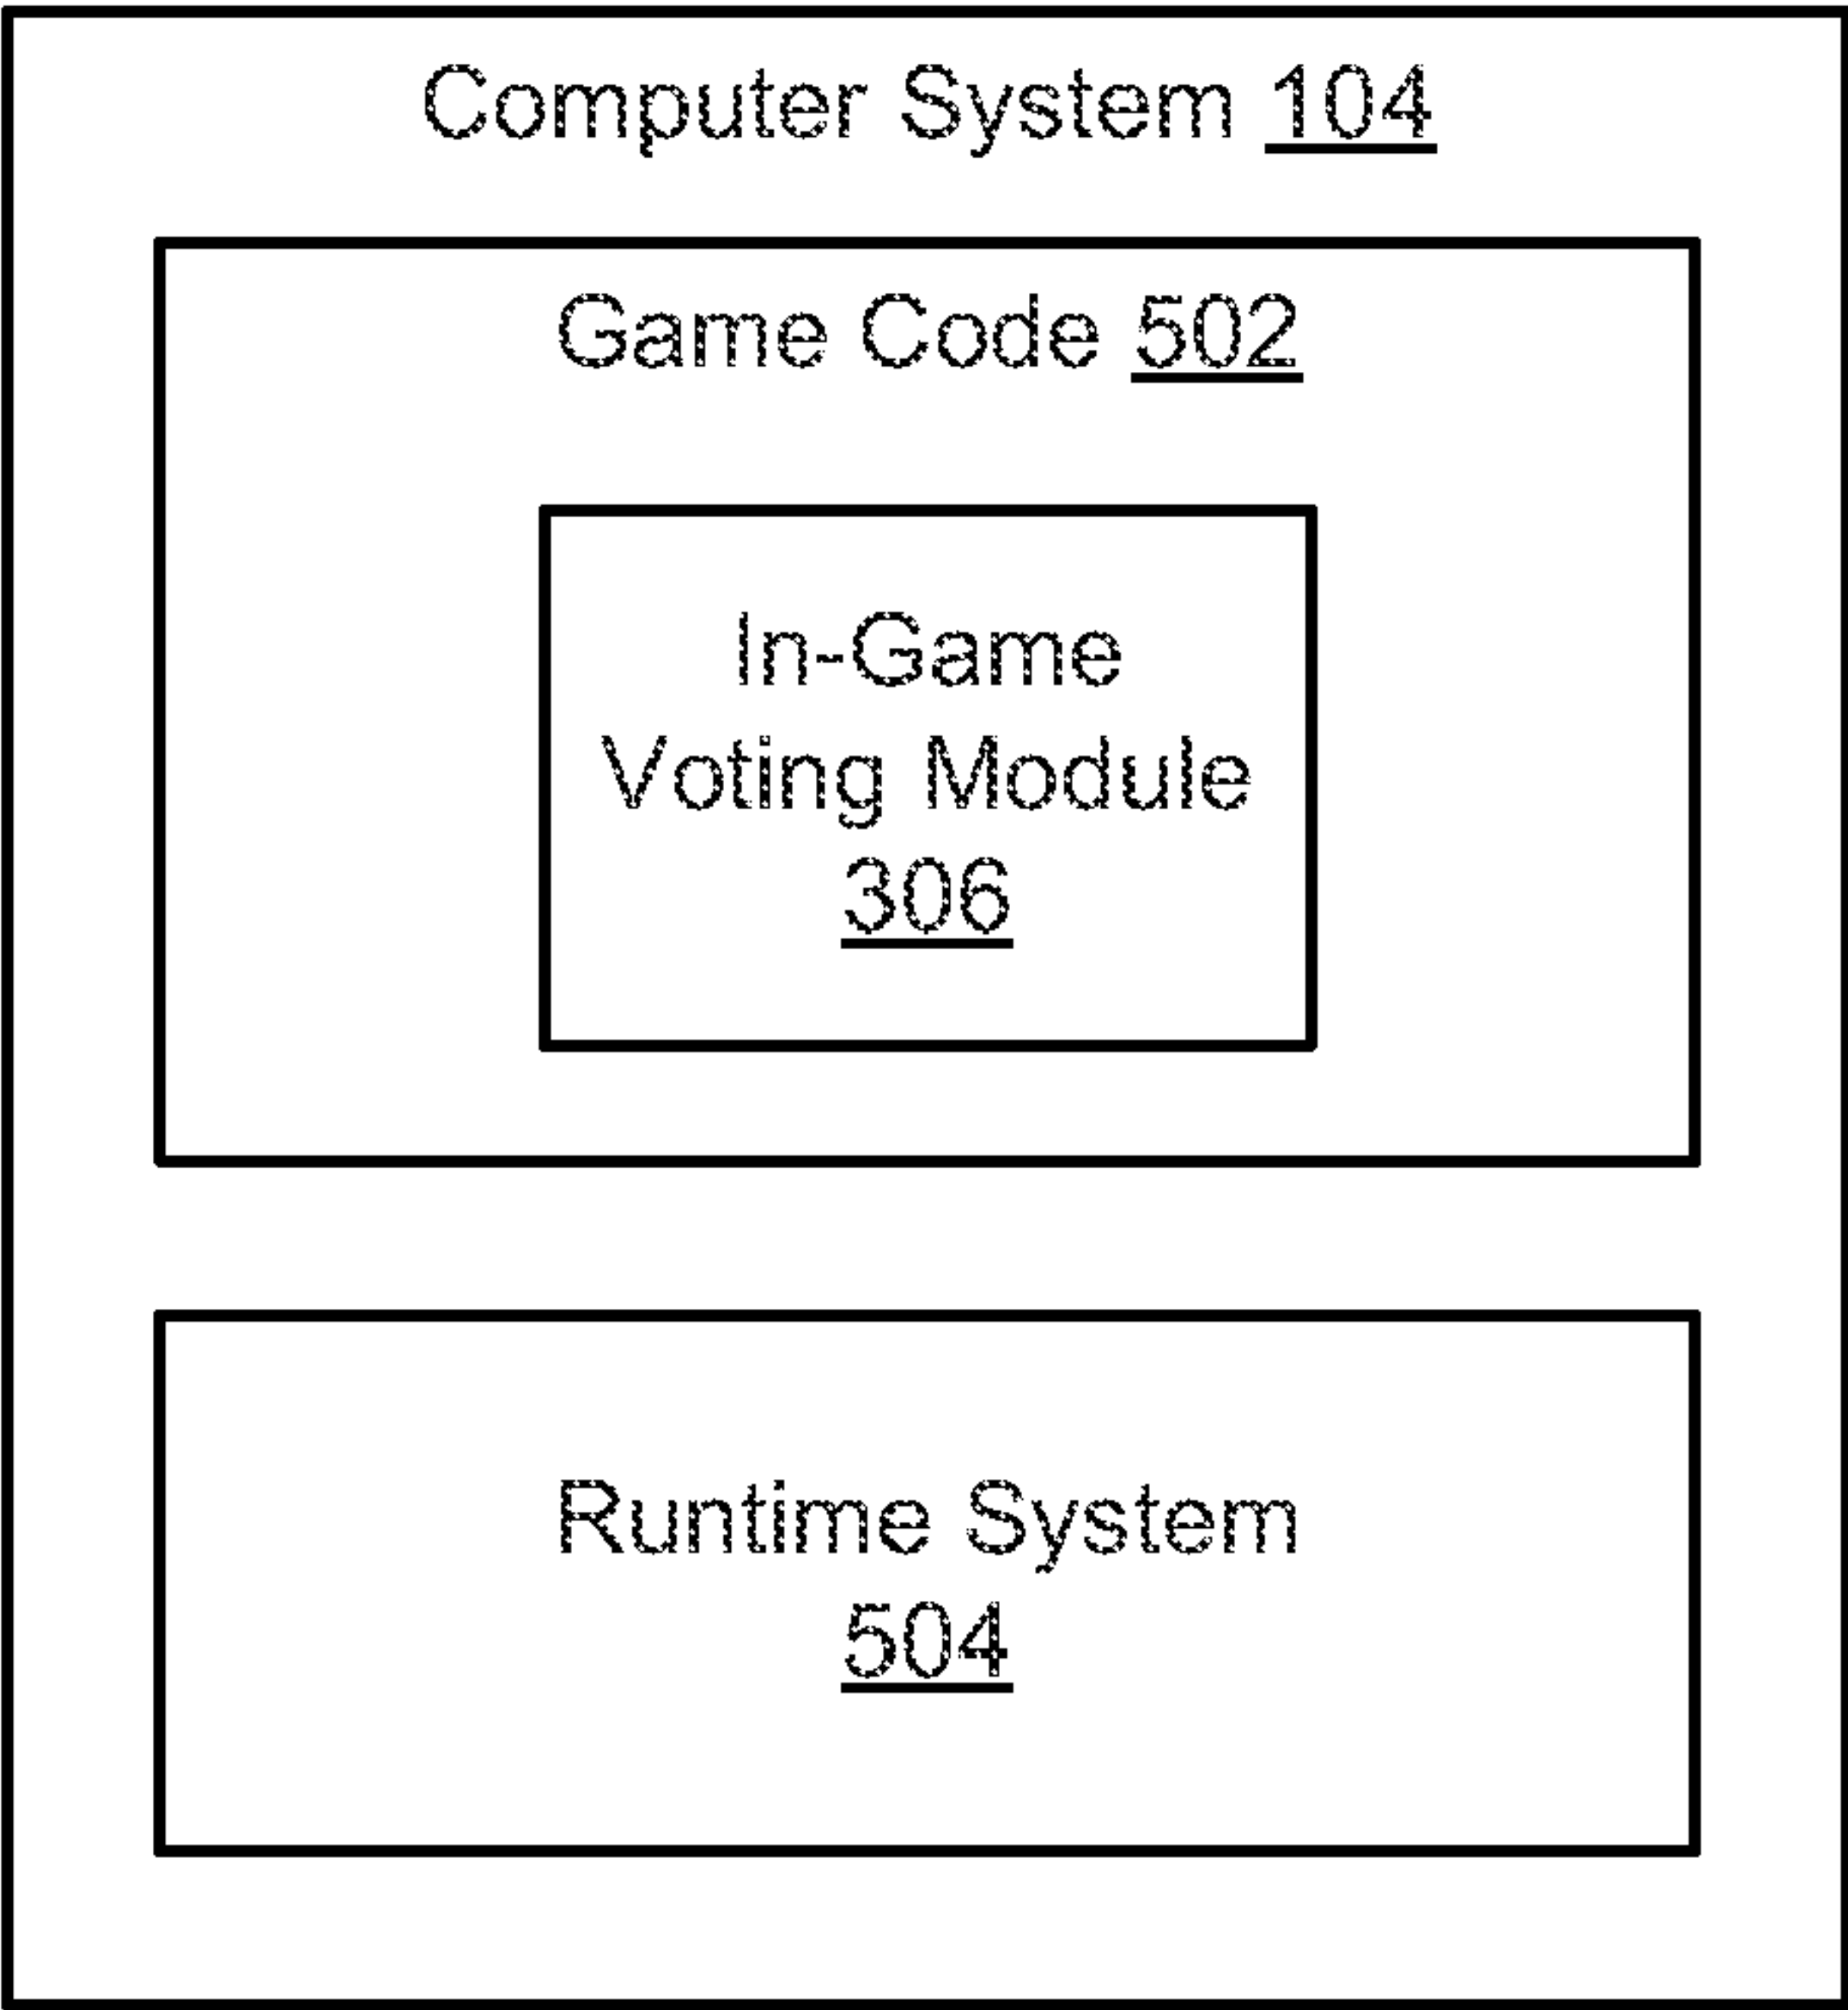 Computer System 104
Game Code 502
In-Game
Voting Module
306
Runtime System
504